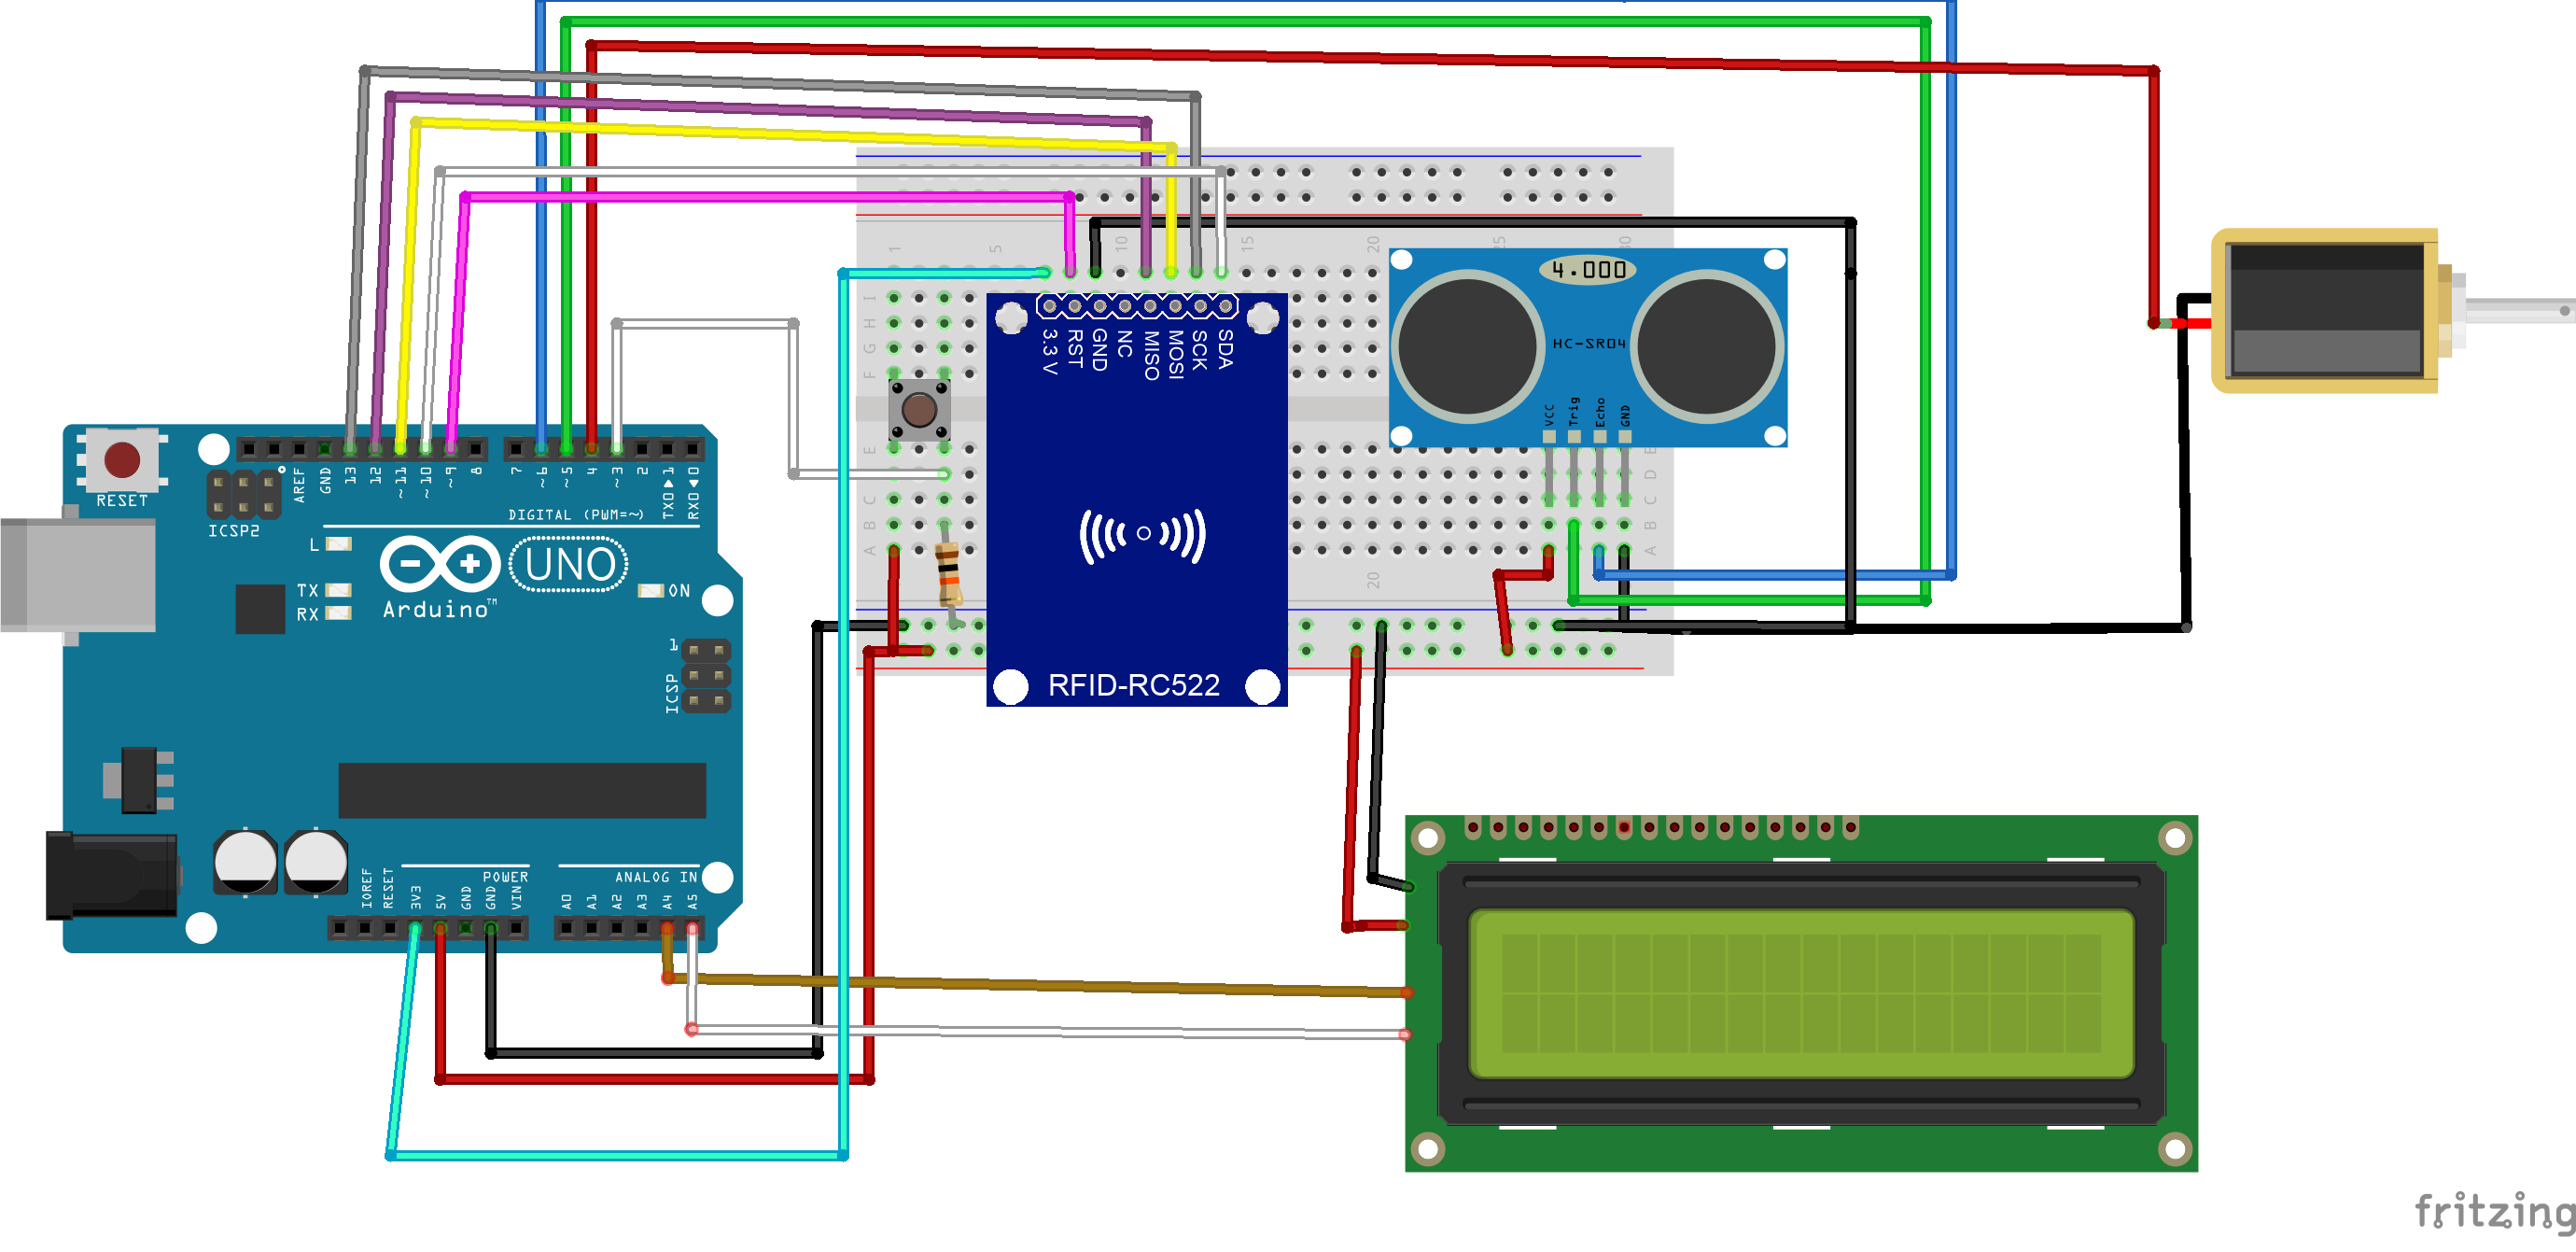 1 5 10 15 20 25 30
4.000
I
H
G
F
3.3 V RST GND NC MISO MOSI SCK SDA
HC-SR04
VCC Trig Echo GND
RESET
AREF GND 13 12 ~11 ~10 ~9 8 7 ~6 ~5 4 ~3 2 TX0▶1 RX0◀0
E
D
C
B
A
E
D
C
B
A
ICSP2
DIGITAL (PWM=~)
L
UNO
TX
RX
ON
Arduino™
20
1
ICSP
RFID-RC522
POWER
ANALOG IN
IOREF RESET 3V3 5V GND GND VIN A0 A1 A2 A3 A4 A5
fritzing